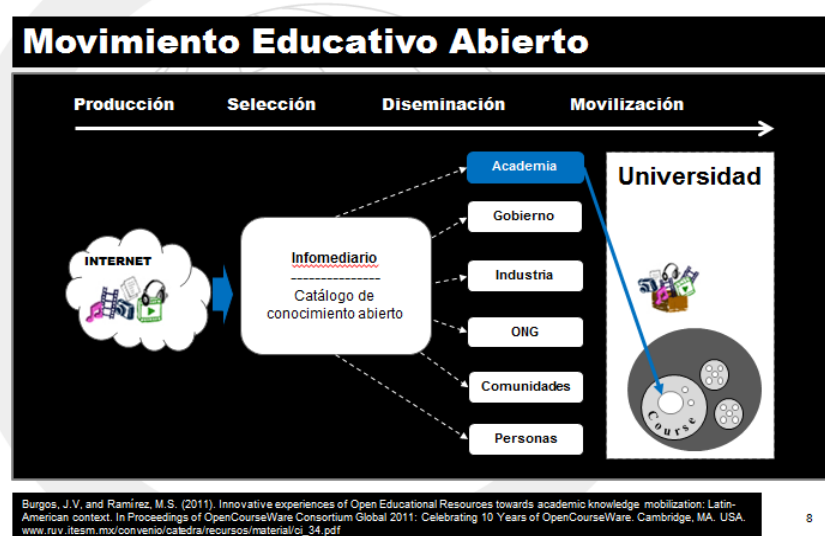 Movimiento Educativo Abierto
Producción Selección Diseminación Movilización
Academia
Universidad
Gobierno
INTERNET
Infomediario
---------------
Catálogo de
conocimiento abierto
Industria
ONG
Comunidades
Personas
Course
Burgos, J.V, and Ramírez, M.S. (2011). Innovative experiences of Open Educational Resources towards academic knowledge mobilization: Latin-
American context. In Proceedings of OpenCourseWare Consortium Global 2011: Celebrating 10 Years of OpenCourseWare. Cambridge, MA. USA.
www.ruv.itesm.mx/convenio/catedra/recursos/material/ci_34.pdf
8